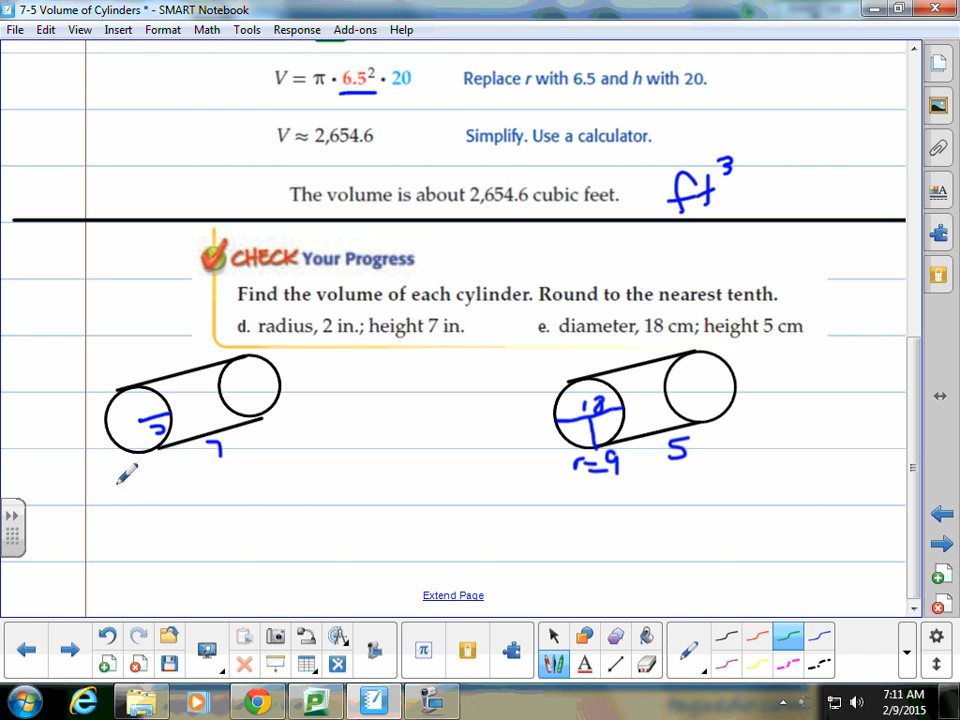 7-5 Volume of Cylinders * - SMART Notebook
File Edit View Insert Format Math Tools Response Add-ons Help
V = π • 6.5² • 20 Replace r with 6.5 and h with 20.
V ≈ 2,654.6 Simplify. Use a calculator.
The volume is about 2,654.6 cubic feet. ft³
CHECK Your Progress
Find the volume of each cylinder. Round to the nearest tenth.
d. radius, 2 in.; height 7 in. e. diameter, 18 cm; height 5 cm
2 7
18 r=9 5
Extend Page
7:11 AM
2/9/2015